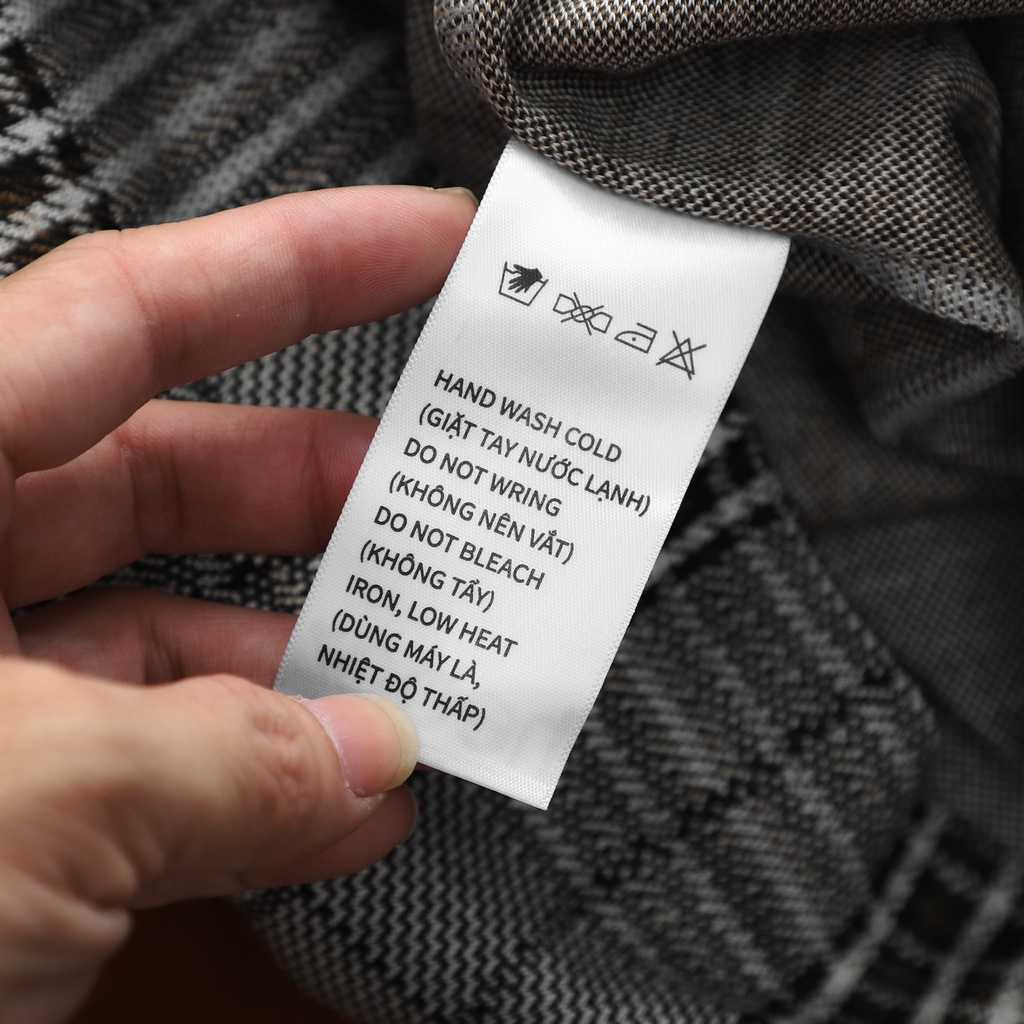 HAND WASH COLD
(GIẶT TAY NƯỚC LẠNH)
DO NOT WRING
(KHÔNG NÊN VẮT)
DO NOT BLEACH
(KHÔNG TẨY)
IRON, LOW HEAT
(DÙNG MÁY LÀ,
NHIỆT ĐỘ THẤP)